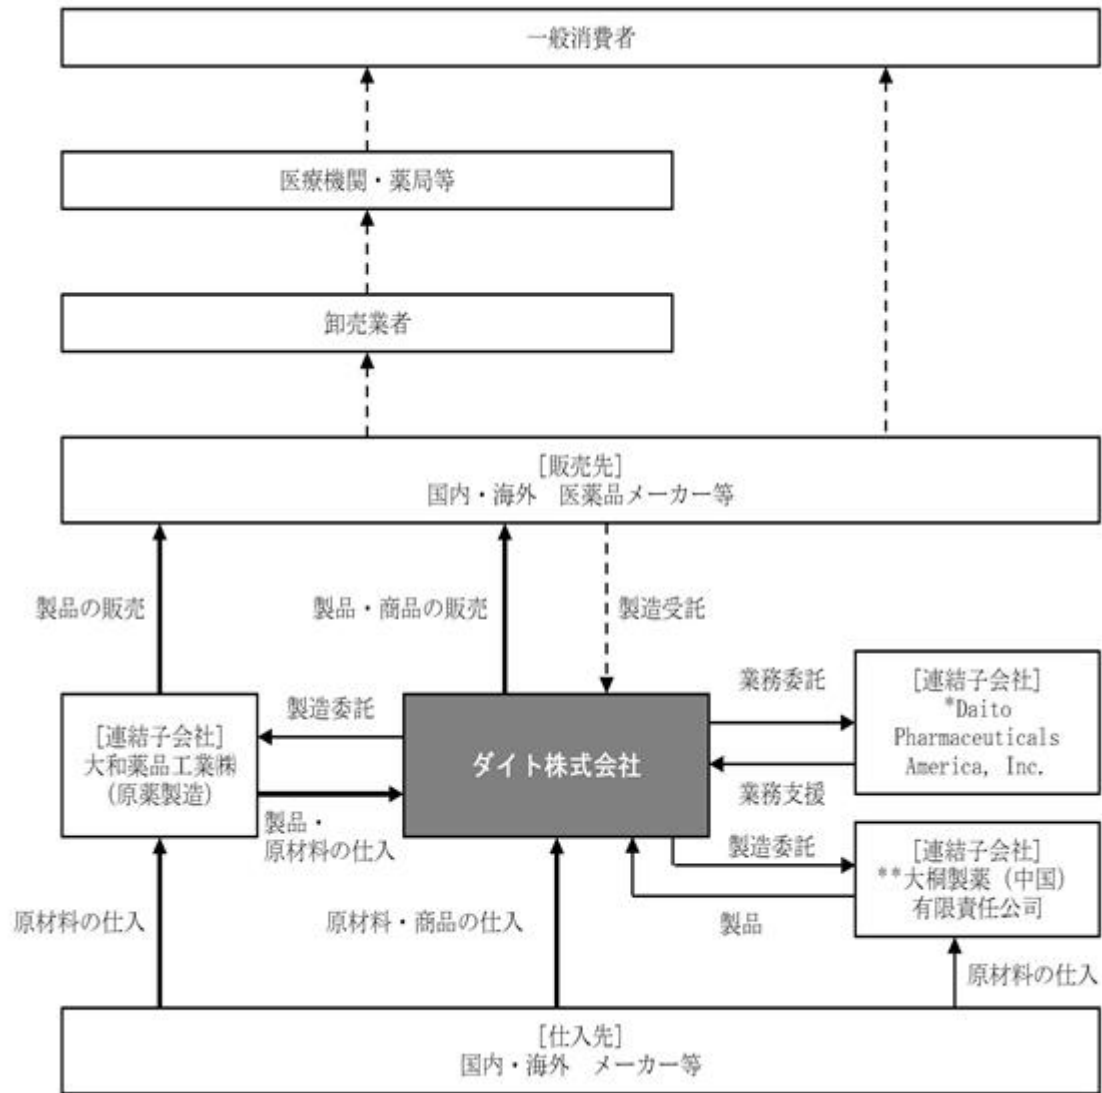 一般消費者
医療機関・薬局等
卸売業者
[販売先]
国内・海外　医薬品メーカー等
製品の販売
製品・商品の販売
製造受託
業務委託
[連結子会社]
*Daito
Pharmaceuticals
America, Inc.
製造委託
[連結子会社]
大和薬品工業㈱
(原薬製造)
ダイト株式会社
業務支援
製品・
原材料の仕入
製造委託
[連結子会社]
**大桐製薬（中国）
有限責任公司
製品
原材料の仕入
原材料・商品の仕入
原材料の仕入
[仕入先]
国内・海外　メーカー等